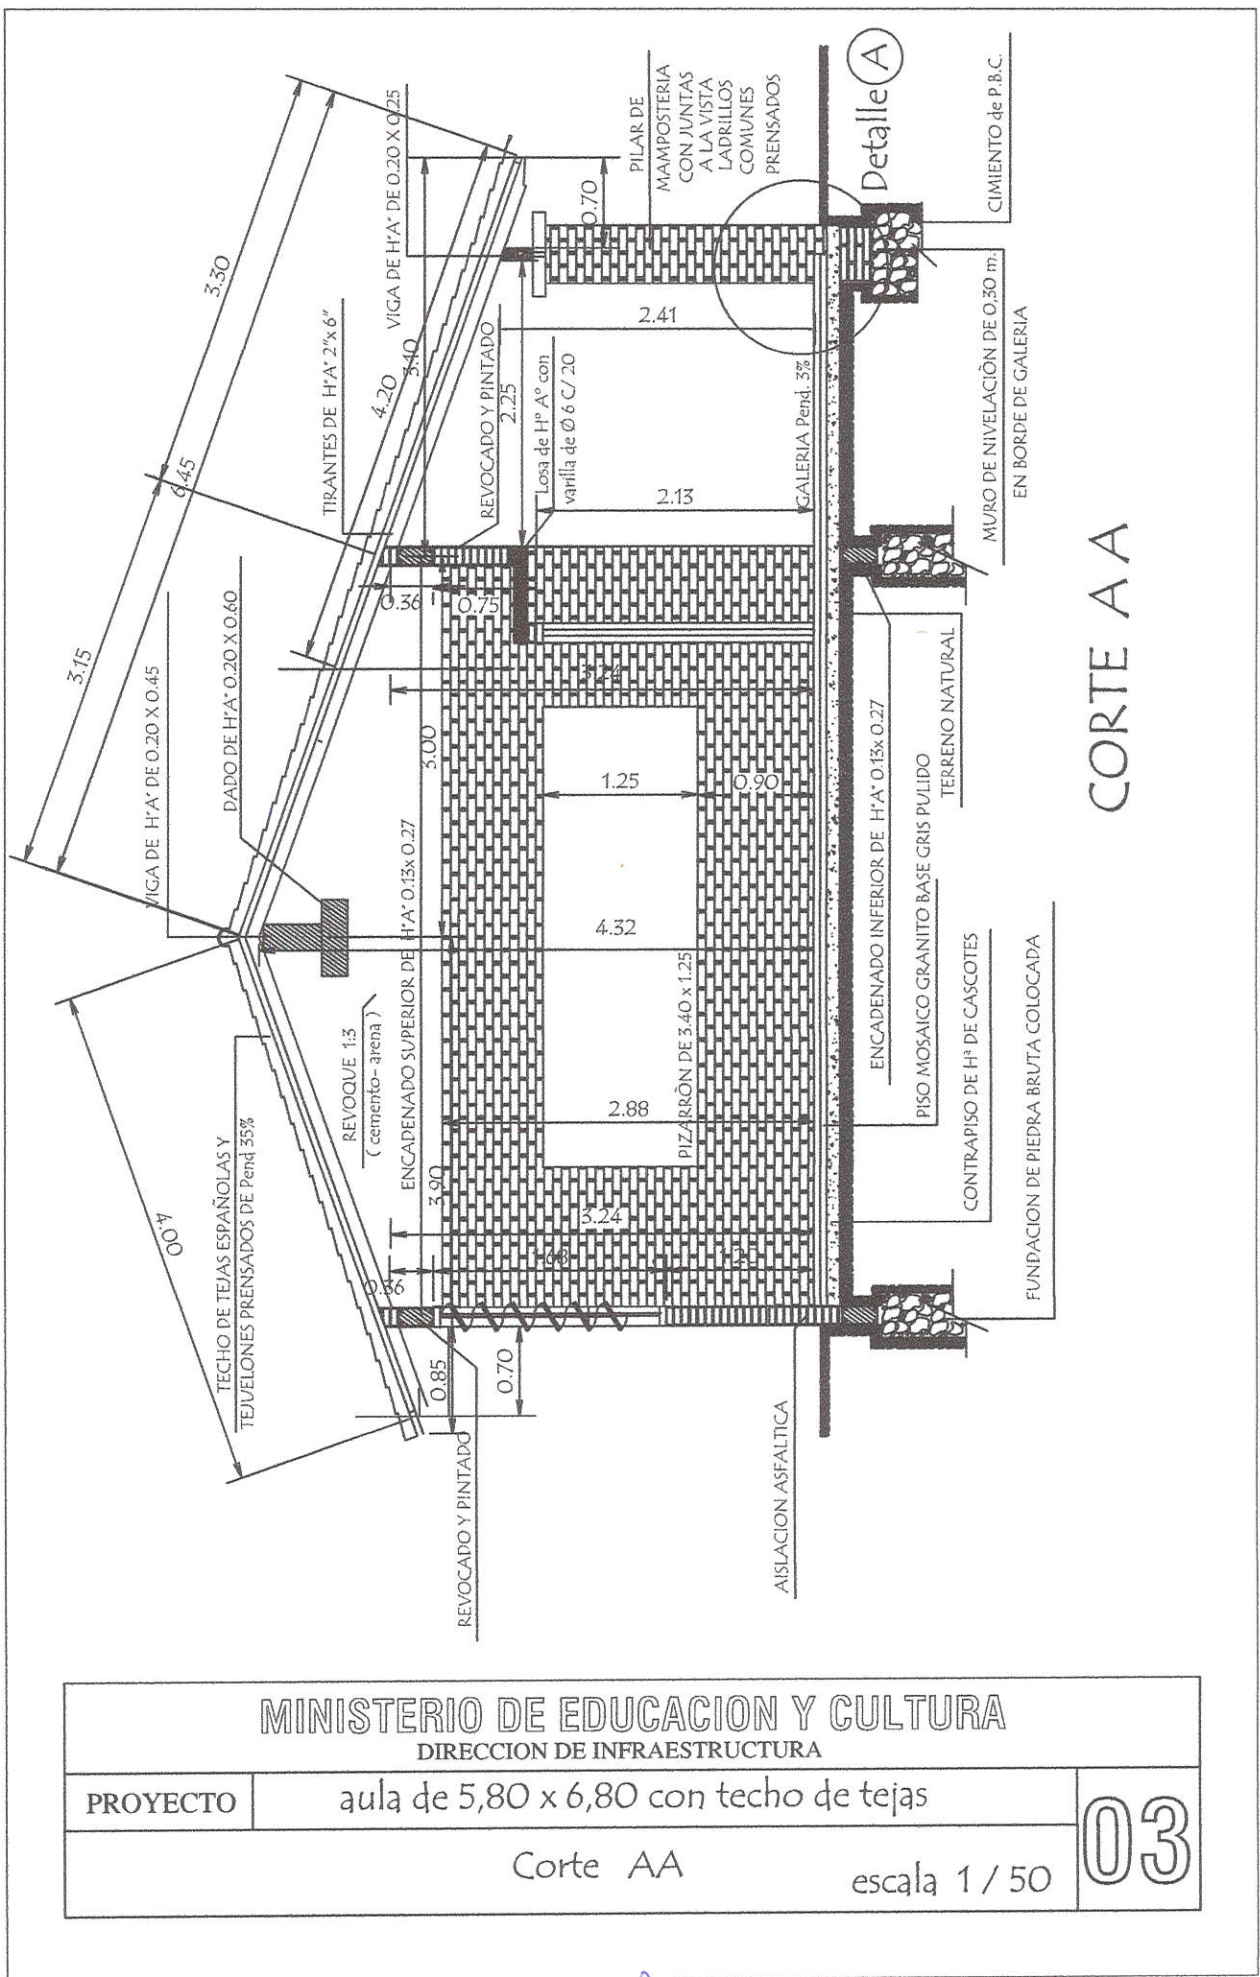 3.30
6.45
3.15
4.20
3.40
VIGA DE H°A° DE 0.20 X 0.25
TIRANTES DE H°A° 2"x 6"
VIGA DE H°A° DE 0.20 X 0.45
DADO DE H°A° 0.20 X 0.60
4.00
TECHO DE TEJAS ESPAÑOLAS Y
TEJUELONES PRENSADOS DE Pend 35%
REVOQUE 1:3
( cemento- arena )
ENCADENADO SUPERIOR DE H°A° 0.13x 0.27
REVOCADO Y PINTADO
2.25
Losa de H° A° con
varilla de Ø 6 C/ 20
PILAR DE
MAMPOSTERIA
CON JUNTAS
A LA VISTA
LADRILLOS
COMUNES
PRENSADOS
0.70
2.41
2.13
GALERIA Pend. 3%
Detalle A
0.36
0.75
3.24
3.00
1.25
0.90
4.32
PIZARRÒN DE 3.40 x 1.25
2.88
3.90
3.24
1.68
1.20
0.36
0.85
0.70
REVOCADO Y PINTADO
AISLACION ASFALTICA
CIMIENTO de P.B.C.
MURO DE NIVELACIÒN DE 0,30 m.
EN BORDE DE GALERIA
TERRENO NATURAL
ENCADENADO INFERIOR DE H°A° 0.13x 0.27
PISO MOSAICO GRANITO BASE GRIS PULIDO
CONTRAPISO DE Hº DE CASCOTES
FUNDACION DE PIEDRA BRUTA COLOCADA
CORTE AA
MINISTERIO DE EDUCACION Y CULTURA
DIRECCION DE INFRAESTRUCTURA
PROYECTO
aula de 5,80 x 6,80 con techo de tejas
Corte AA
escala 1 / 50
03